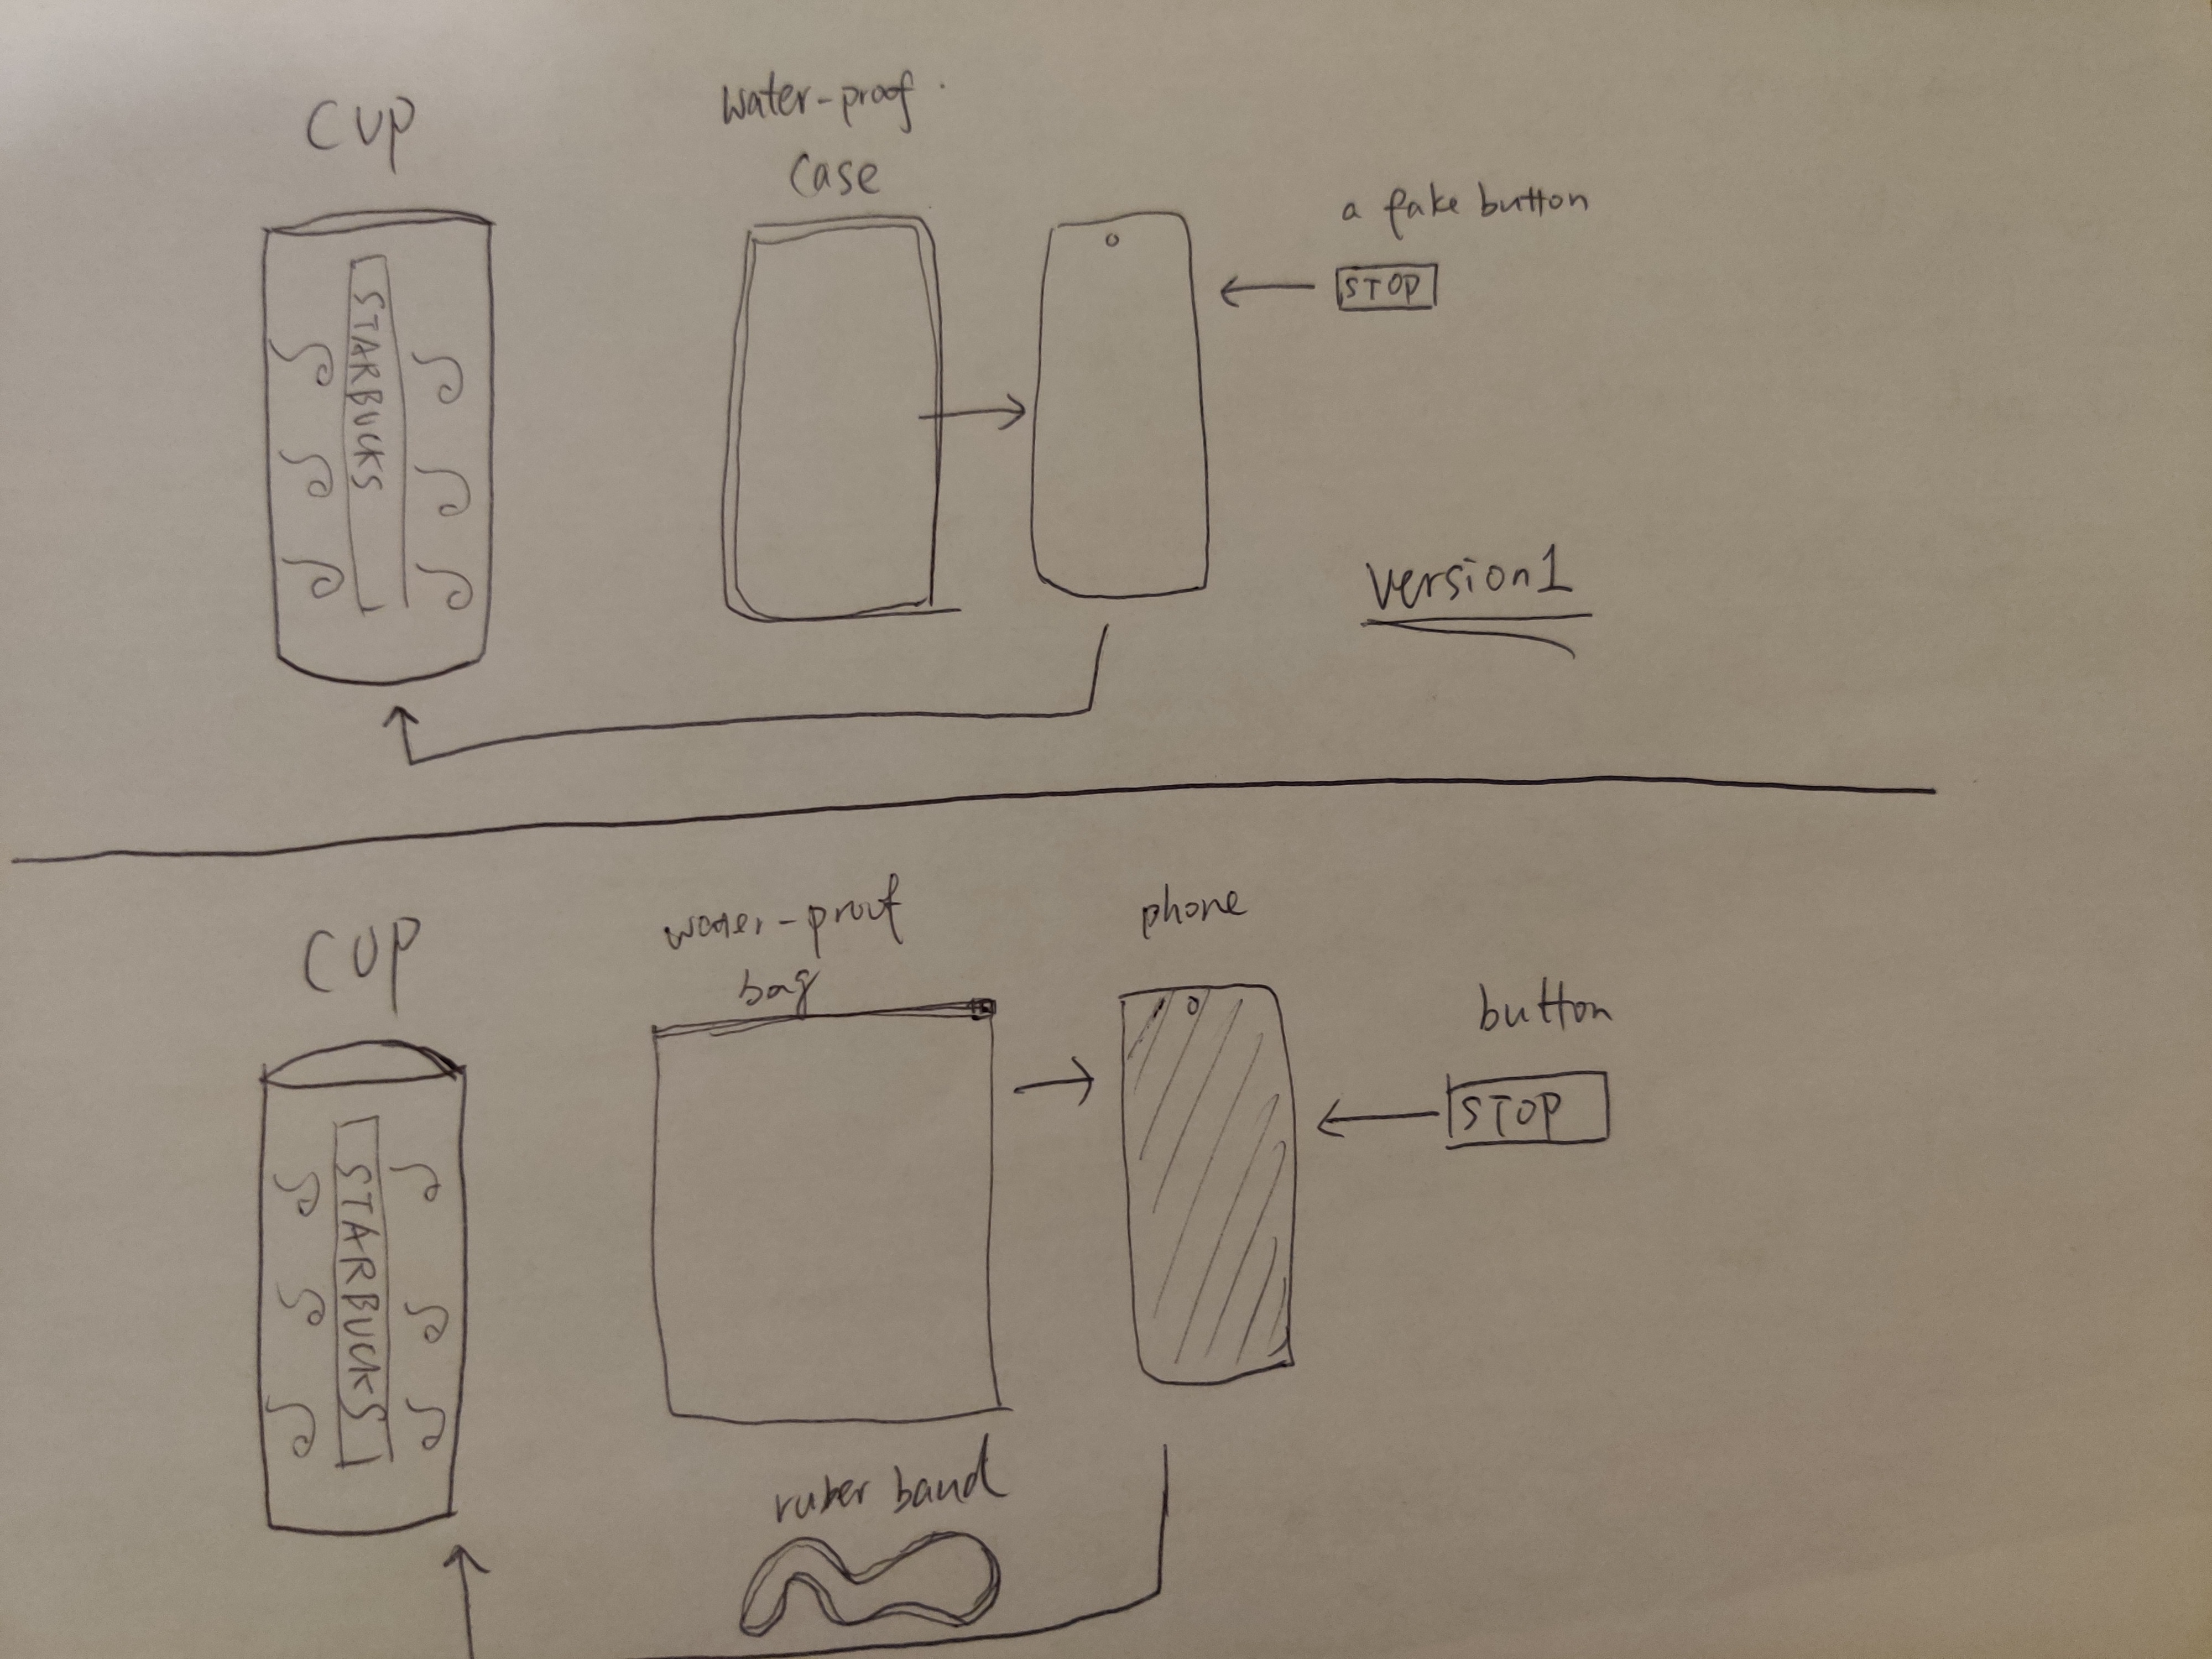 CUP
water-proof
case
a fake button
STOP
STARBUCKS
version1
CUP
water-proof
bag
phone
button
STOP
STARBUCKS
ruber band